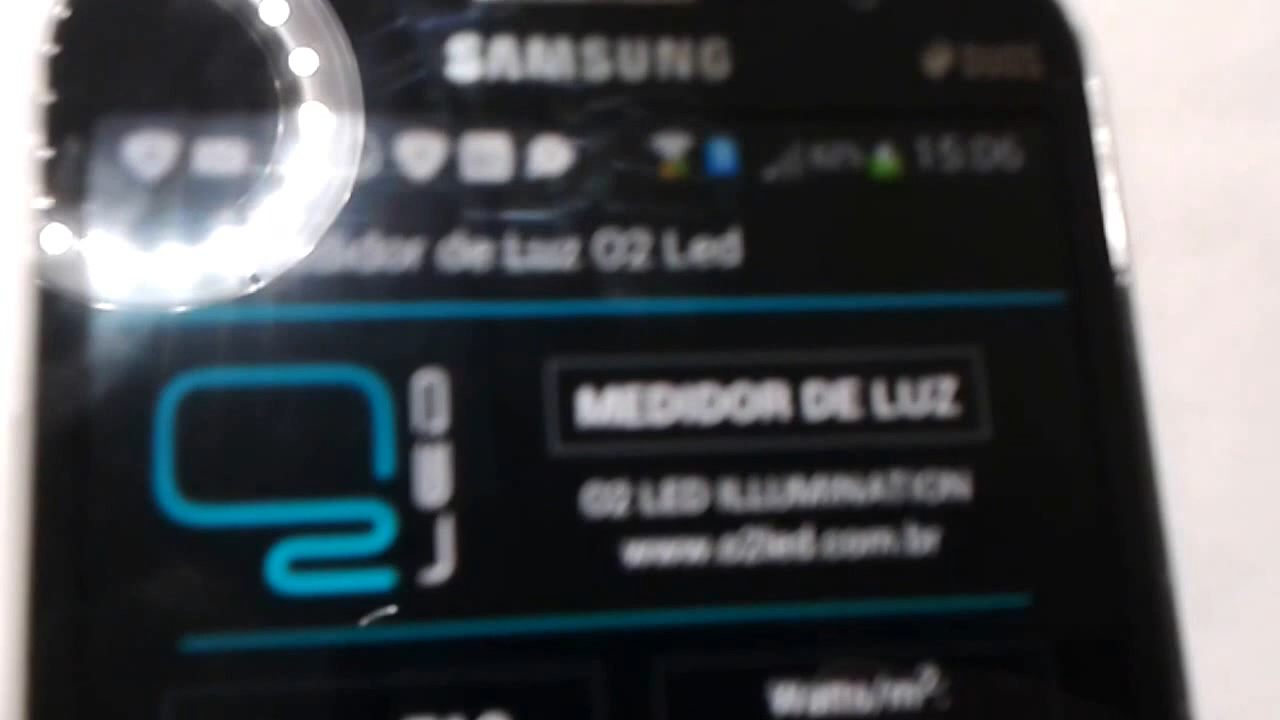 SAMSUNG DUOS
15:06
de Luz O2 Led
MEDIDOR DE LUZ
O2 LED ILLUMINATION
www.o2led.com.br
Watts/m²: